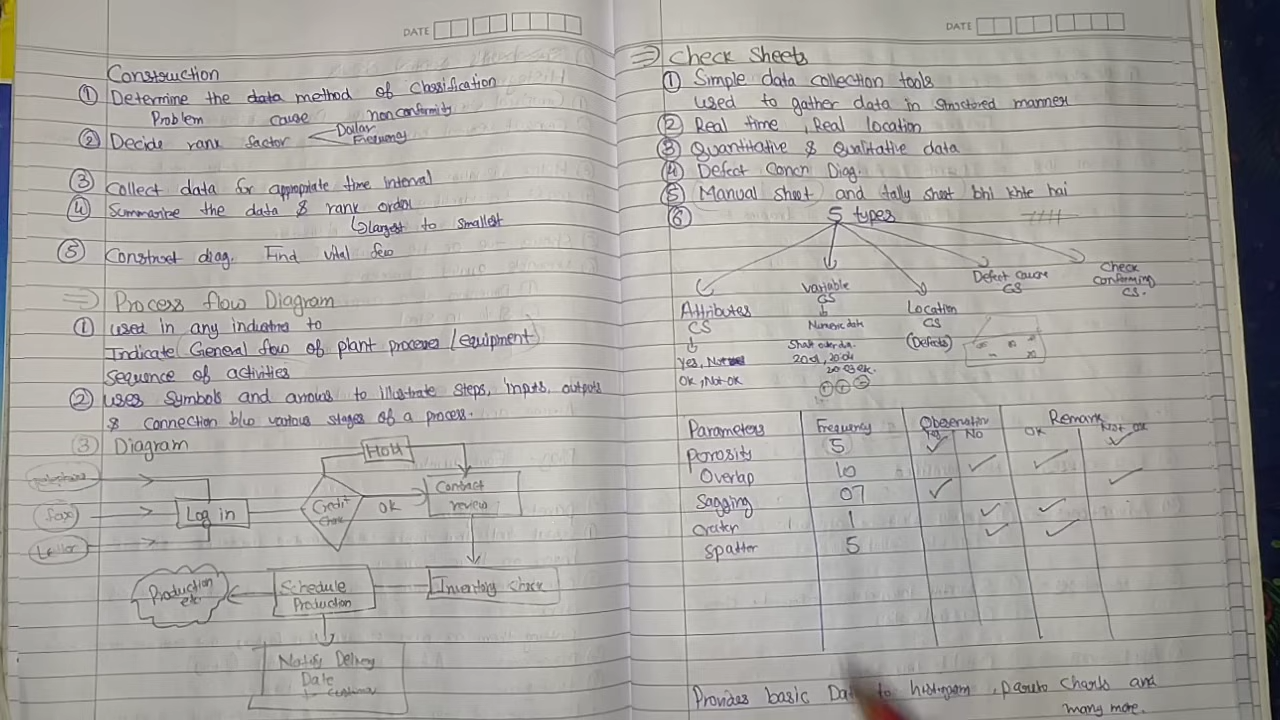 DATE
Construction
① Determine the data method of Classification
Problem cause nonconformity
② Decide rank factor
Dollar
Frequency
③ Collect data for appropriate time interval
④ Summarize the data & rank order
↳ largest to smallest
⑤ Construct diag. Find vital few
⇒ Process flow Diagram
① used in any industries to
Indicate General flow of plant processes / equipment
Sequence of activities
② uses Symbols and arrows to illustrate steps, inputs, outputs
& connection b/w various stages of a process.
③ Diagram
Hold
telephone
fax
Letter
Log in
Credit check
OK
Contract
review
Production
etc
Schedule
Production
Inventory check
Notify Delivery
Date
to customer
DATE
⇒ Check Sheets
① Simple data collection tools
used to gather data in structured manner
② Real time, Real location
③ Quantitative & Qualitative data
④ Defect Concn Diag.
⑤ Manual sheet and tally sheet bhi khte hai
⑥ 5 types
Attributes
CS
Yes, Not
OK, Not OK
Variable
CS
Numeric data
Location
CS
(Defects)
Defect cause
CS
Check
Conforming
CS.
Parameters Frequency Observation Remark
Yes No OK Not OK
Porosity 5 ✓ ✓
Overlap 10 ✓ ✓
Sagging 07 ✓ ✓
Crater 1 ✓ ✓
Spatter 5 ✓ ✓
Provides basic Data to histogram, pareto charts and
many more.